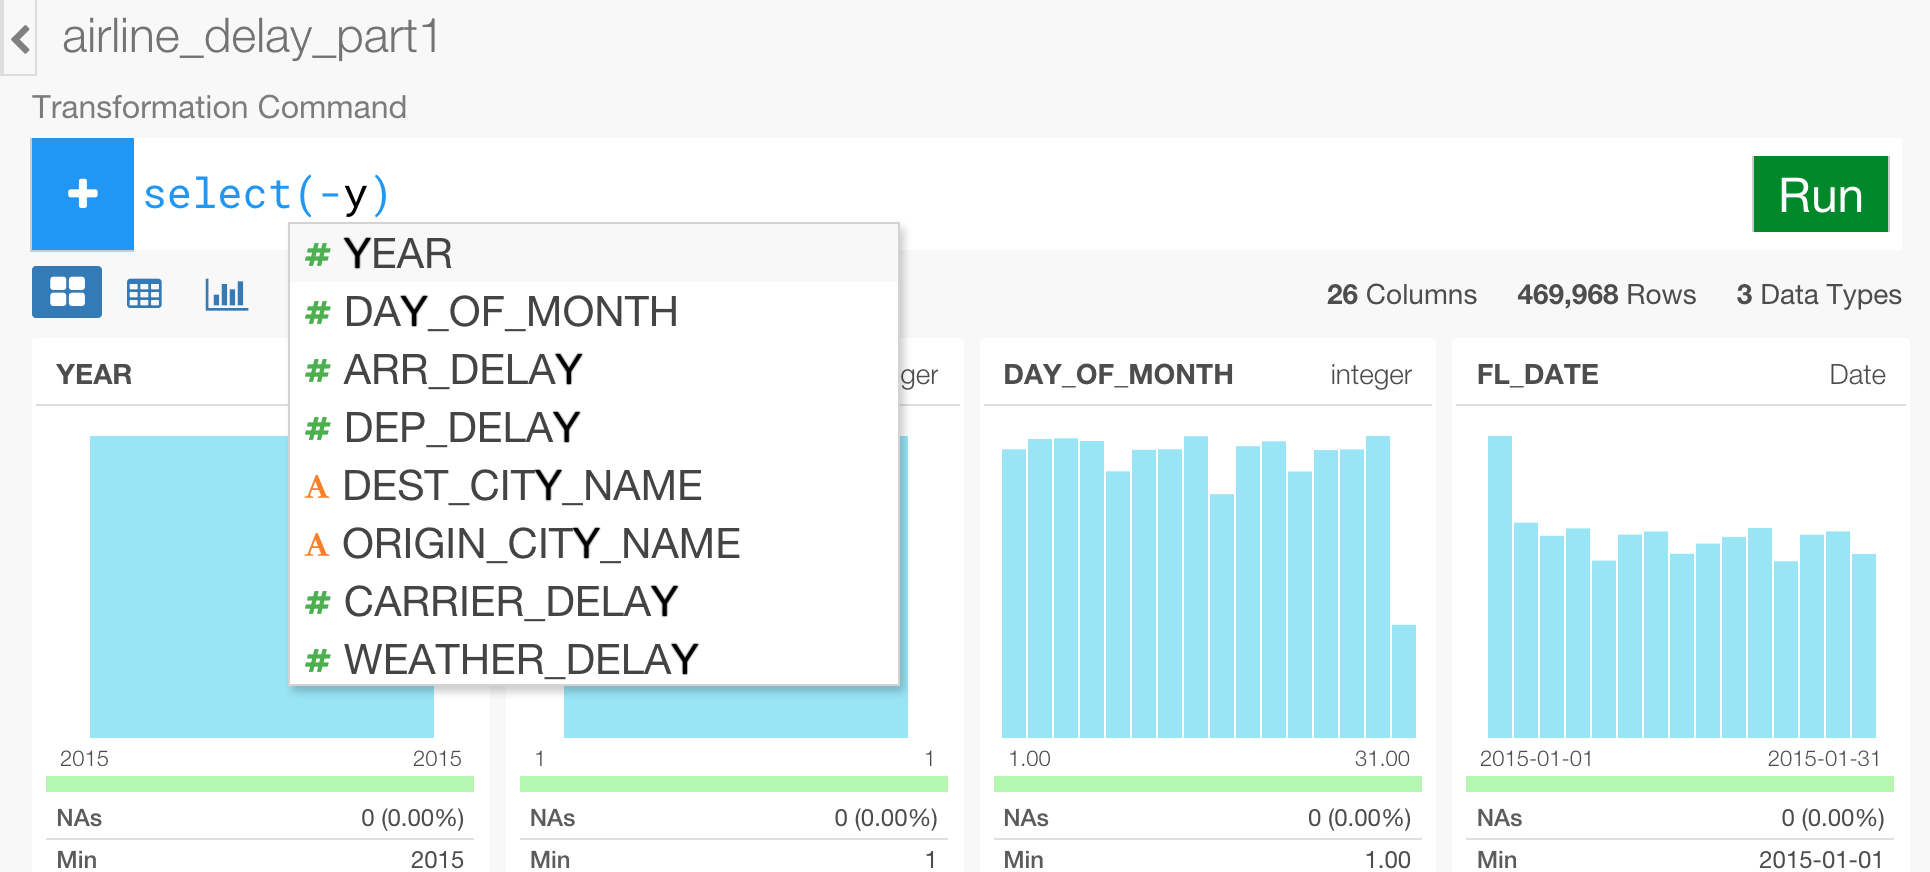 airline_delay_part1
Transformation Command
+ select(-y) Run
# YEAR
# DAY_OF_MONTH
# ARR_DELAY
# DEP_DELAY
A DEST_CITY_NAME
A ORIGIN_CITY_NAME
# CARRIER_DELAY
# WEATHER_DELAY
26 Columns 469,968 Rows 3 Data Types
YEAR ger DAY_OF_MONTH integer FL_DATE Date
2015 2015 1 1 1.00 31.00 2015-01-01 2015-01-31
NAs 0 (0.00%) NAs 0 (0.00%) NAs 0 (0.00%) NAs 0 (0.00%)
Min 2015 Min 1 Min 1.00 Min 2015-01-01